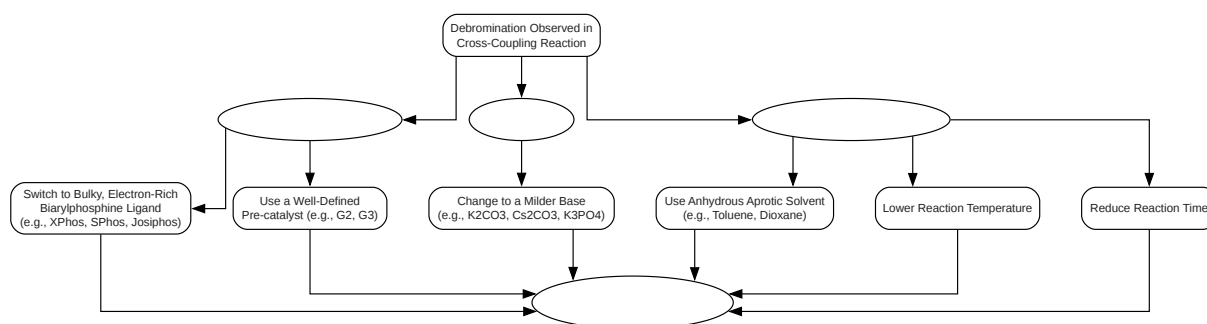 Debromination Observed in
Cross-Coupling Reaction
Switch to Bulky, Electron-Rich
Biarylphosphine Ligand
(e.g., XPhos, SPhos, Josiphos)
Use a Well-Defined
Pre-catalyst (e.g., G2, G3)
Change to a Milder Base
(e.g., K2CO3, Cs2CO3, K3PO4)
Use Anhydrous Aprotic Solvent
(e.g., Toluene, Dioxane)
Lower Reaction Temperature
Reduce Reaction Time